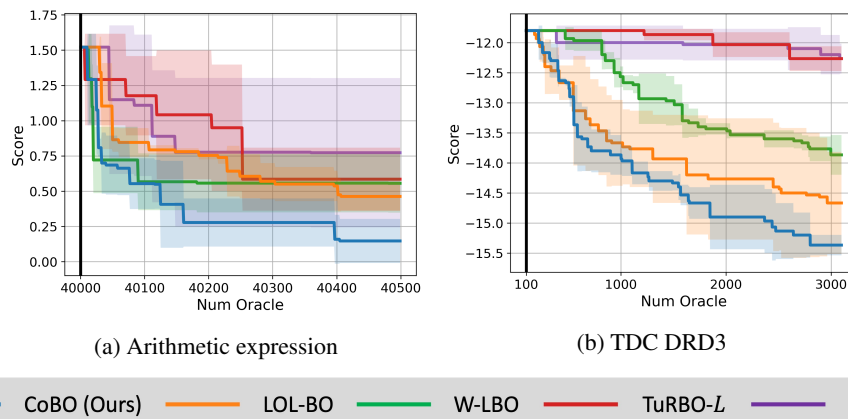 1.75
1.50
1.25
1.00
0.75
0.50
0.25
0.00
Score
40000 40100 40200 40300 40400 40500
Num Oracle
(a) Arithmetic expression
−12.0
−12.5
−13.0
−13.5
−14.0
−14.5
−15.0
−15.5
Score
100 1000 2000 3000
Num Oracle
(b) TDC DRD3
CoBO (Ours) LOL-BO W-LBO TuRBO-L